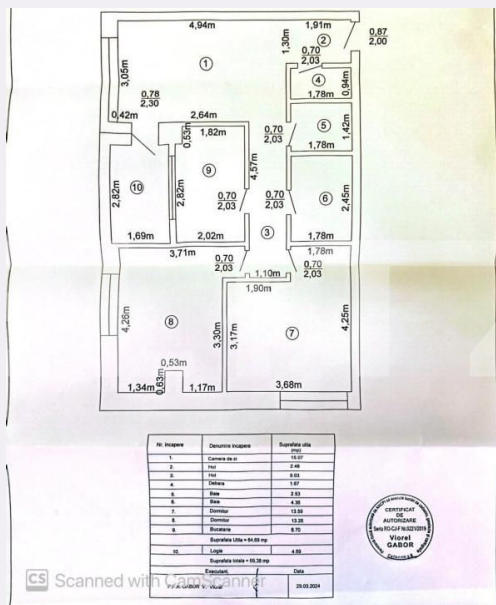 4,94m 1,91m
2
0,87
2,00
1,30m
0,70
2,03
1
4
3,05m
0,94m
0,78
2,30
1,78m
0,42m 2,64m
0,53m
1,82m
0,70
2,03
5
1,42m
1,78m
4,57m
9
10
2,82m
2,82m
0,70
2,03
0,70
2,03
6
2,45m
1,69m 2,02m
3
1,78m
3,71m
1,78m
0,70
2,03
0,70
2,03
1,10m
1,90m
4,26m
8
3,30m
3,17m
7
4,25m
0,53m
1,34m
0,63m
1,17m
3,68m
Nr. incapere Denumire incapere Suprafata utila
(mp)
1. Camera de zi 15.07
2. Hol 2.48
3. Hol
4. Debara 1.67
5. Baie 2.53
6. Baie 4.36
7. Dormitor 13.59
8. Dormitor
9. Bucatarie 5.70
Suprafata Utila = 64,69 mp
10. Logie 4.69
Suprafata totala = 69,38 mp
Executant, Data
29.03.2024
CERTIFICAT
DE
AUTORIZARE
Viorel
GABOR
CS Scanned with CamScanner